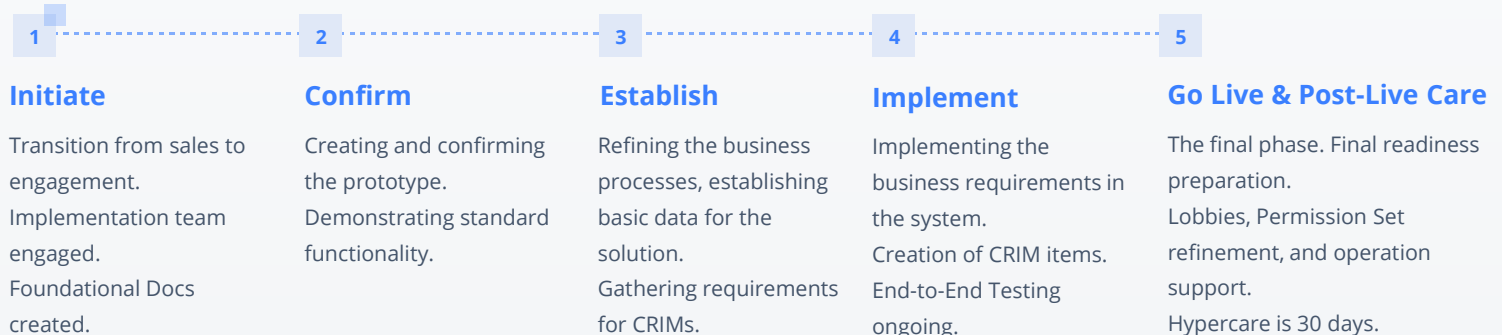 1
2
3
4
5
Initiate
Transition from sales to
engagement.
Implementation team
engaged.
Foundational Docs
created.
Confirm
Creating and confirming
the prototype.
Demonstrating standard
functionality.
Establish
Refining the business
processes, establishing
basic data for the
solution.
Gathering requirements
for CRIMs.
Implement
Implementing the
business requirements in
the system.
Creation of CRIM items.
End-to-End Testing
ongoing.
Go Live & Post-Live Care
The final phase. Final readiness
preparation.
Lobbies, Permission Set
refinement, and operation
support.
Hypercare is 30 days.